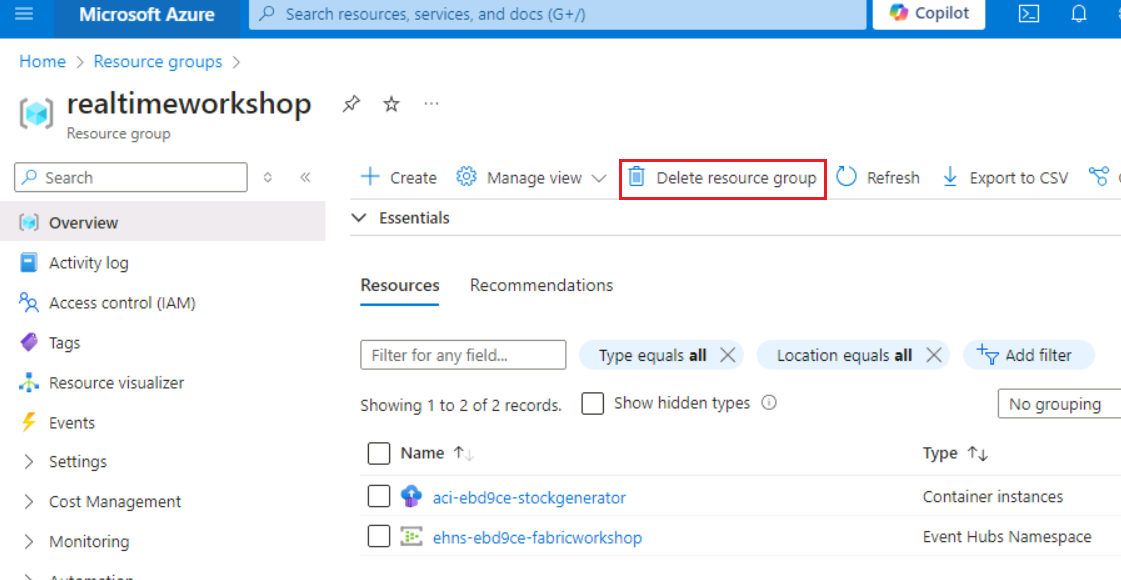 Microsoft Azure
Search resources, services, and docs (G+/)
Copilot
Home > Resource groups >
realtimeworkshop
...
Resource group
Search
Create
Manage view
Delete resource group
Refresh
Export to CSV
Essentials
Overview
Activity log
Access control (IAM)
Tags
Resource visualizer
Events
Settings
Cost Management
Monitoring
Automation
Resources
Recommendations
Filter for any field...
Type equals all
Location equals all
Add filter
Showing 1 to 2 of 2 records.
Show hidden types
No grouping
Name
Type
aci-ebd9ce-stockgenerator
Container instances
ehns-ebd9ce-fabricworkshop
Event Hubs Namespace